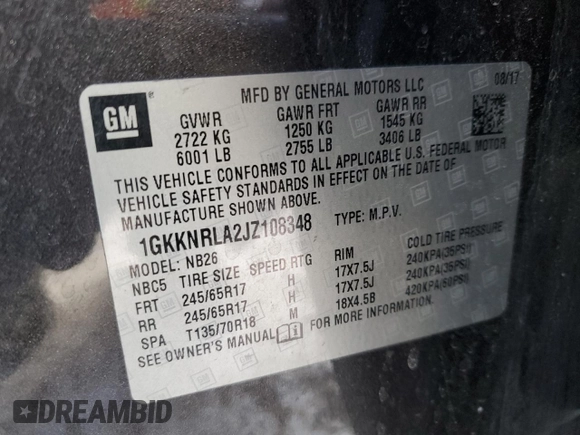 GM
MFD BY GENERAL MOTORS LLC 08/17
GVWR GAWR FRT GAWR RR
2722 KG 1250 KG 1545 KG
6001 LB 2755 LB 3406 LB
THIS VEHICLE CONFORMS TO ALL APPLICABLE U.S. FEDERAL MOTOR
VEHICLE SAFETY STANDARDS IN EFFECT ON THE DATE OF
MANUFACTURE SHOWN ABOVE.
1GKKNRLA2JZ108348 TYPE: M.P.V.
MODEL: NB26
NBC5 TIRE SIZE SPEED RTG RIM COLD TIRE PRESSURE
FRT 245/65R17 H 17X7.5J 240KPA(35PSI)
RR 245/65R17 H 17X7.5J 240KPA(35PSI)
SPA T135/70R18 M 18X4.5B 420KPA(60PSI)
SEE OWNER'S MANUAL FOR MORE INFORMATION.
DREAMBID